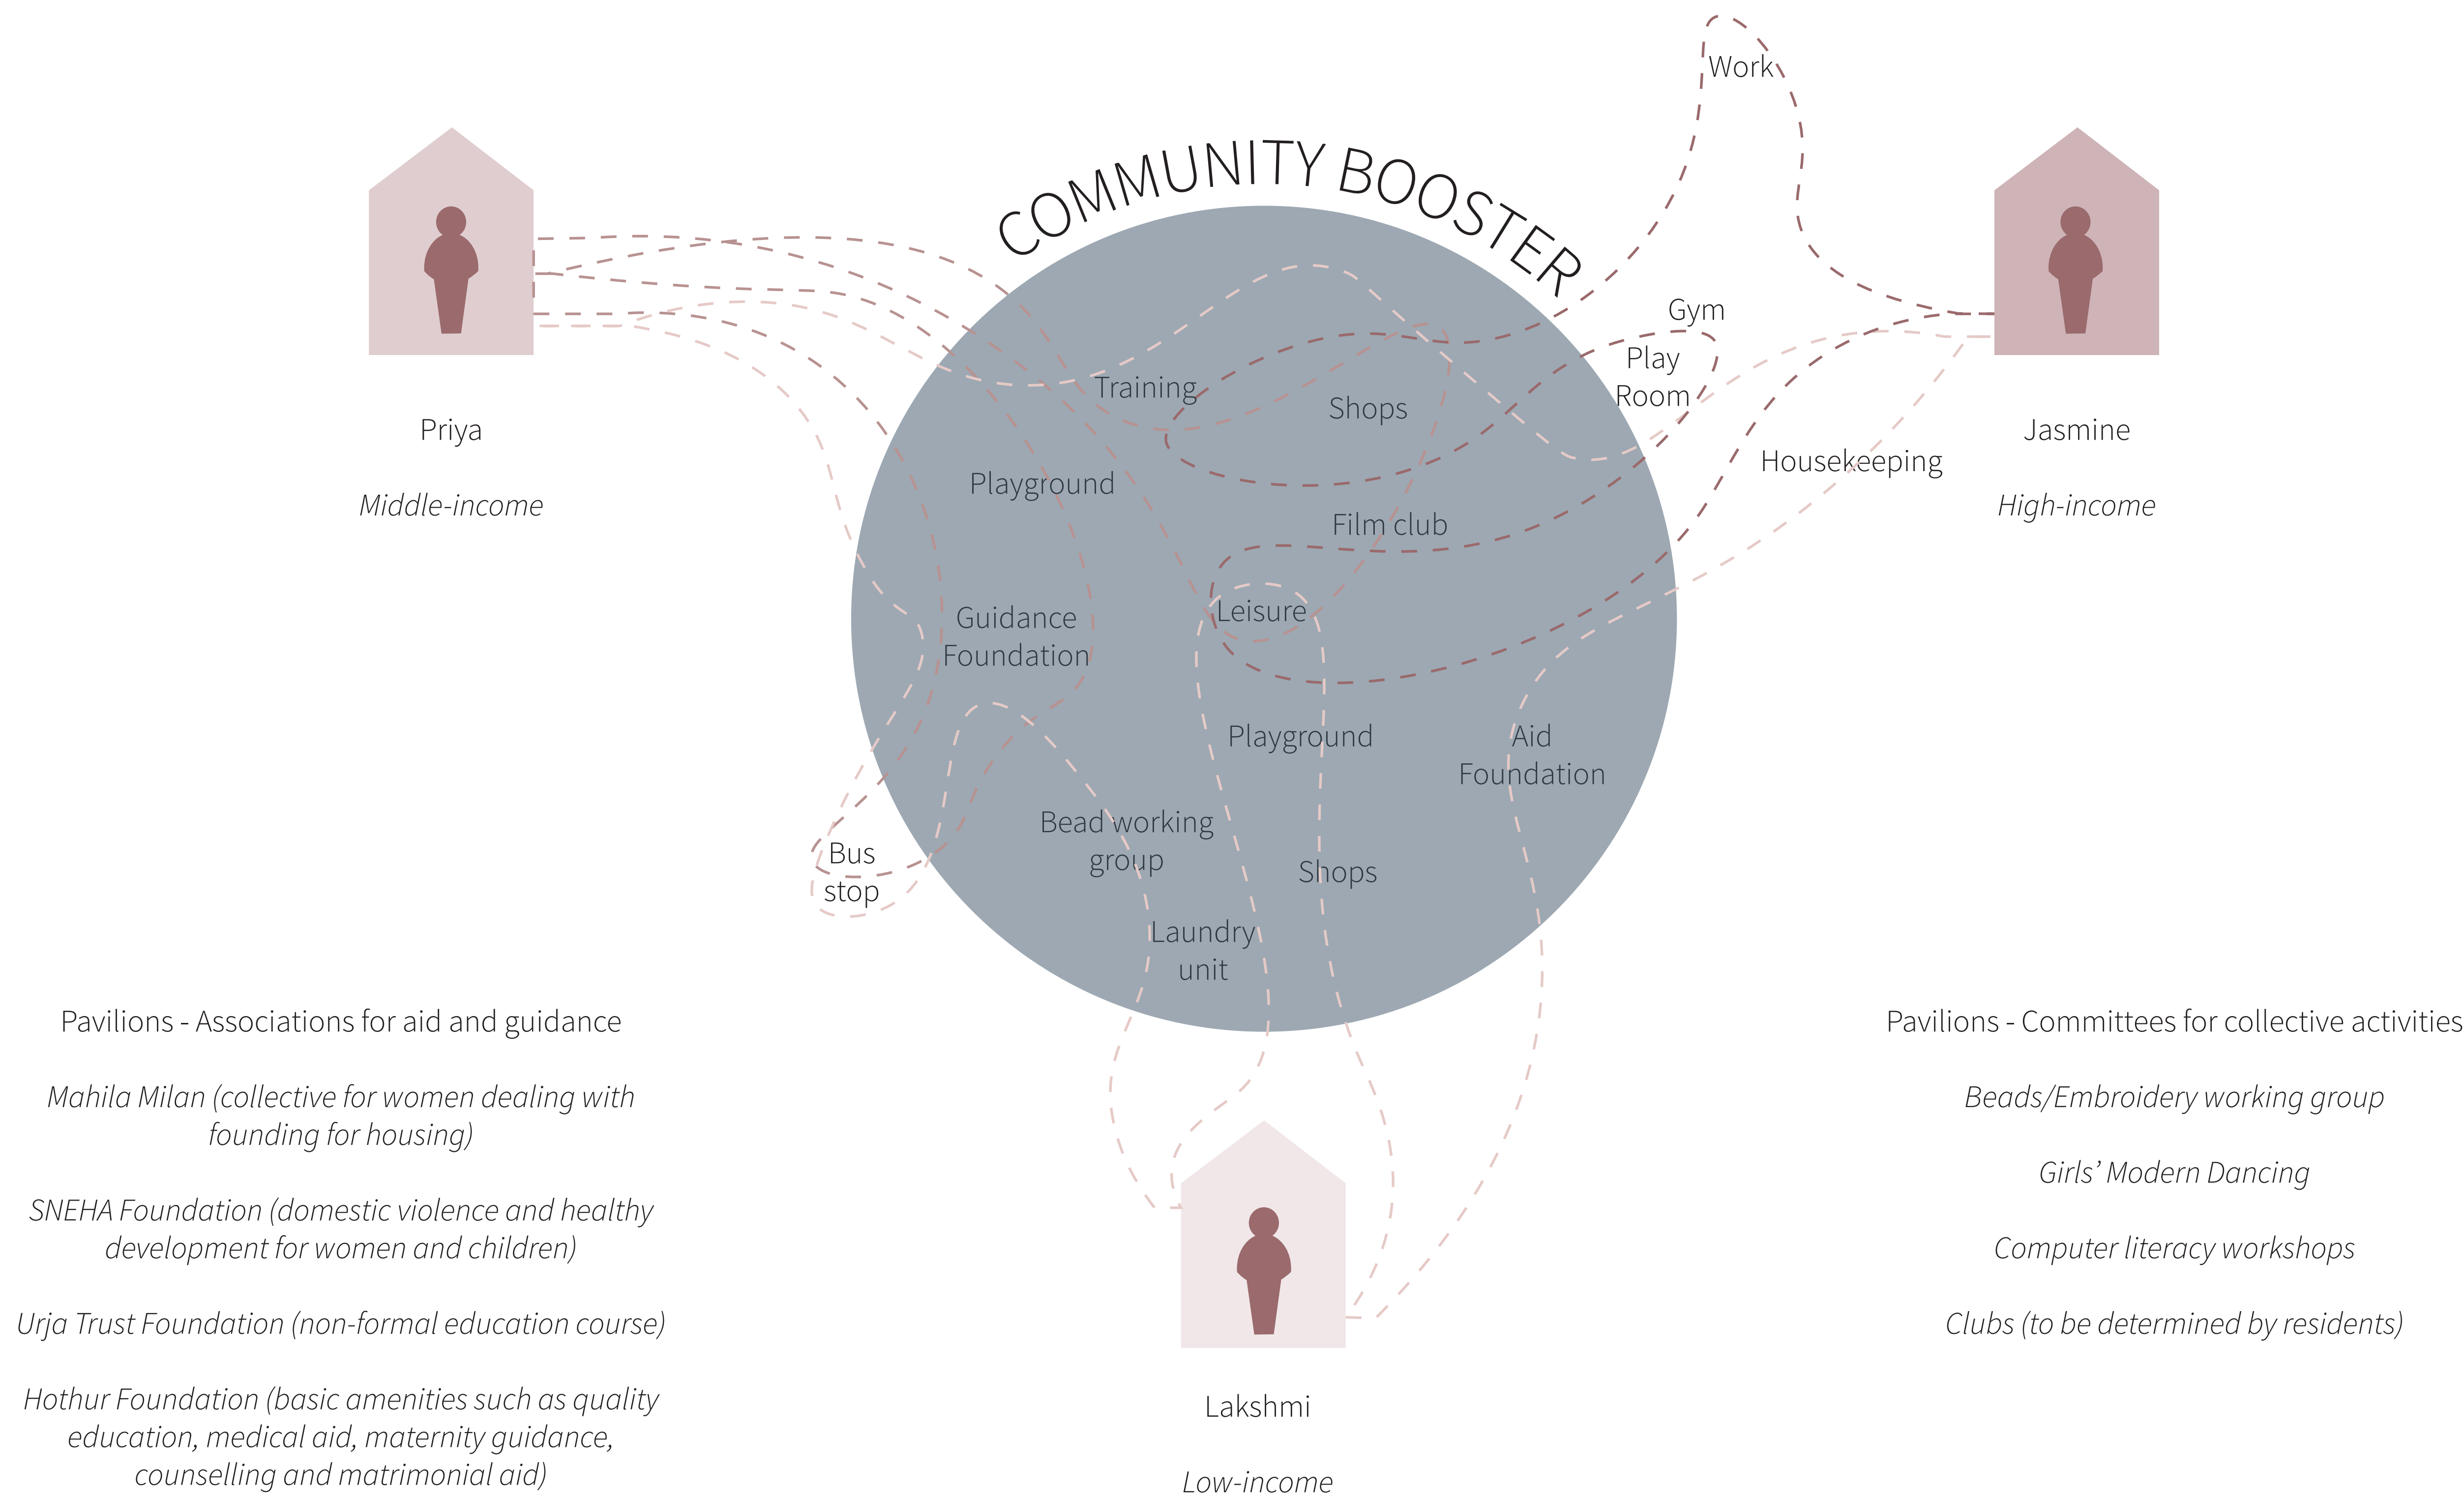 Work
COMMUNITY BOOSTER
Gym
Play
Room
Training
Shops
Priya
Jasmine
Housekeeping
Playground
Middle-income
High-income
Film club
Leisure
Guidance
Foundation
Playground
Aid
Foundation
Bead working
group
Bus
stop
Shops
Laundry
unit
Pavilions - Associations for aid and guidance
Mahila Milan (collective for women dealing with
founding for housing)
SNEHA Foundation (domestic violence and healthy
development for women and children)
Urja Trust Foundation (non-formal education course)
Hothur Foundation (basic amenities such as quality
education, medical aid, maternity guidance,
counselling and matrimonial aid)
Lakshmi
Low-income
Pavilions - Committees for collective activities
Beads/Embroidery working group
Girls’ Modern Dancing
Computer literacy workshops
Clubs (to be determined by residents)